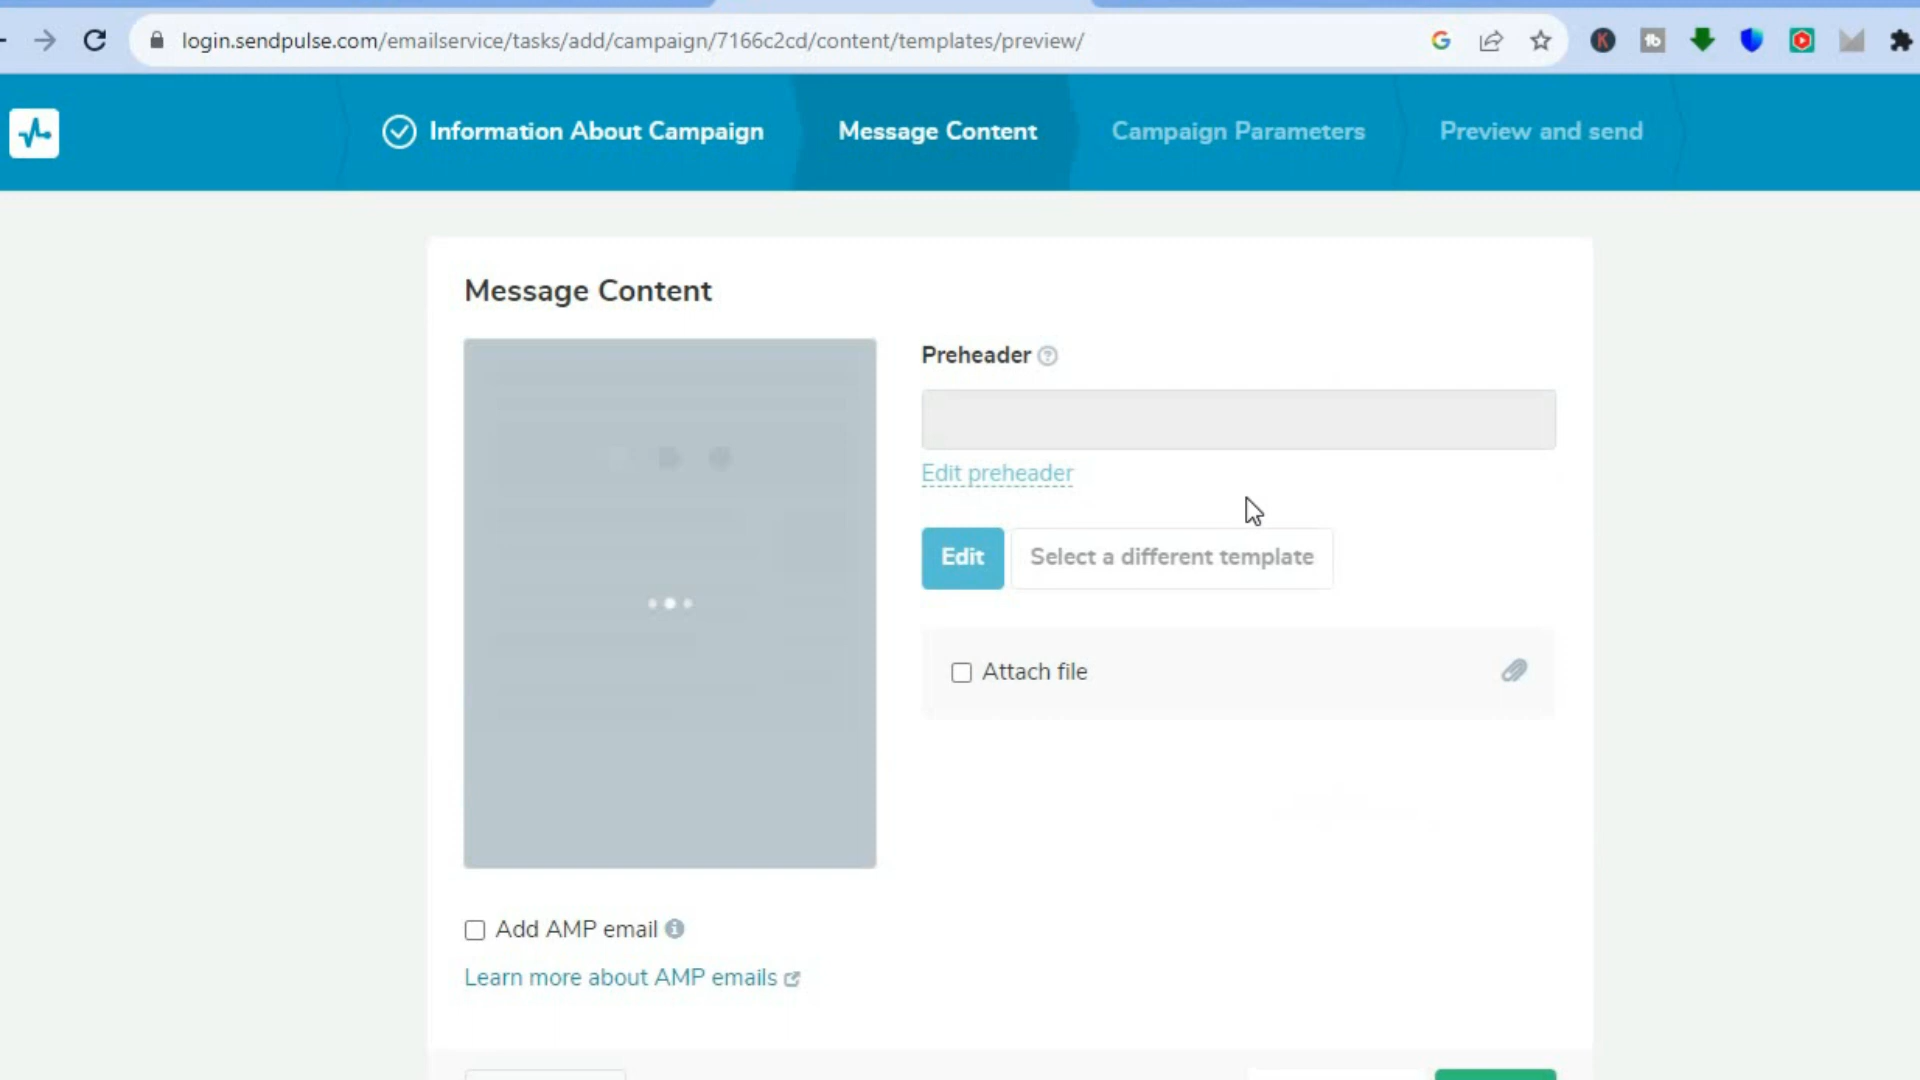 login.sendpulse.com/emailservice/tasks/add/campaign/7166c2cd/content/templates/preview/
Information About Campaign
Message Content
Campaign Parameters
Preview and send
Message Content
Preheader
Edit preheader
Edit
Select a different template
Attach file
Add AMP email
Learn more about AMP emails